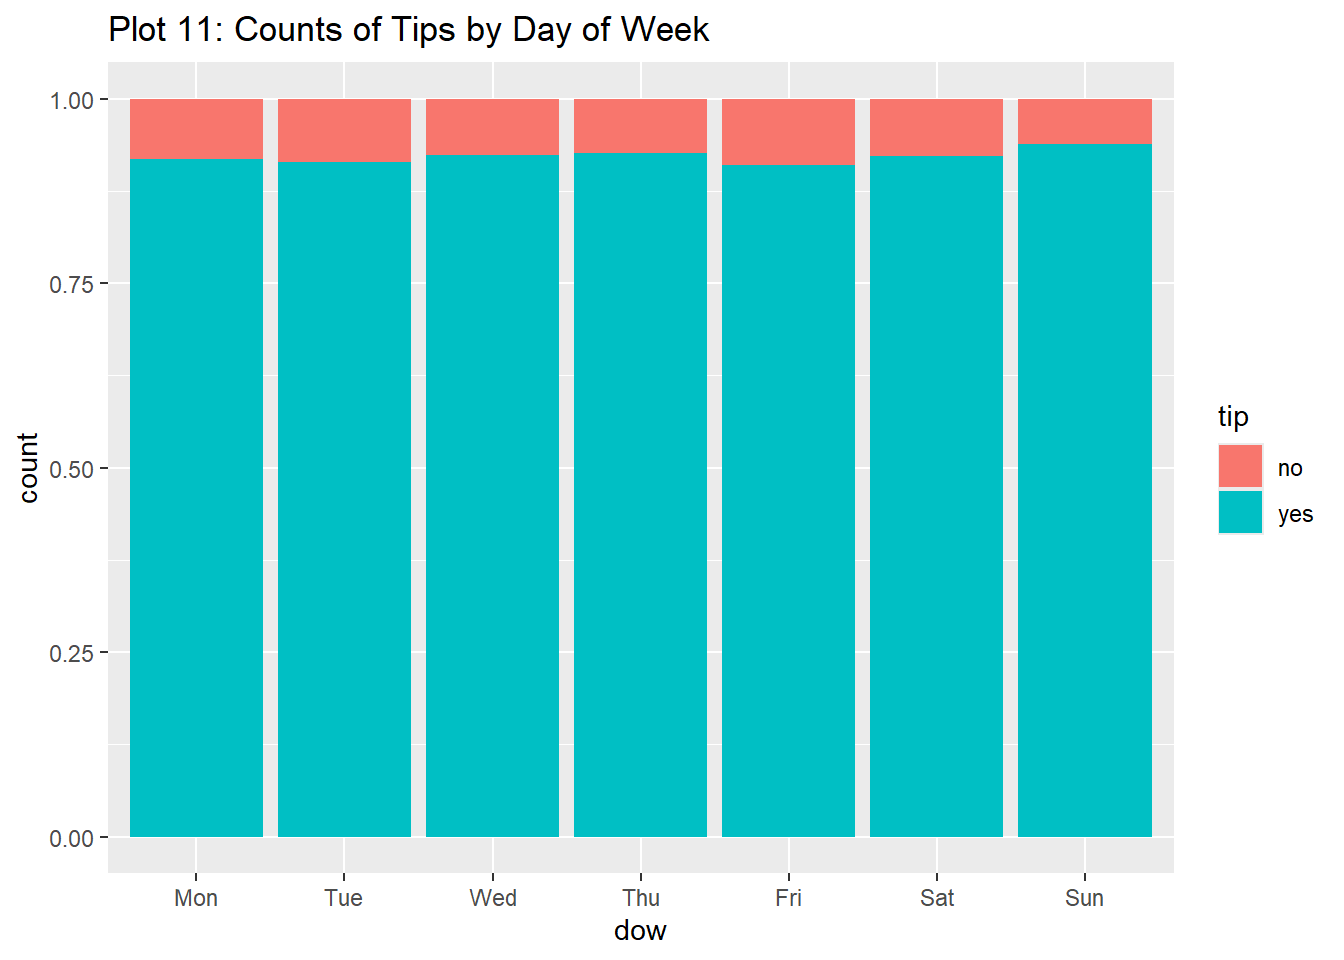 Plot 11: Counts of Tips by Day of Week
1.00
0.75
0.50
0.25
0.00
count
Mon Tue Wed Thu Fri Sat Sun
dow
tip
no
yes